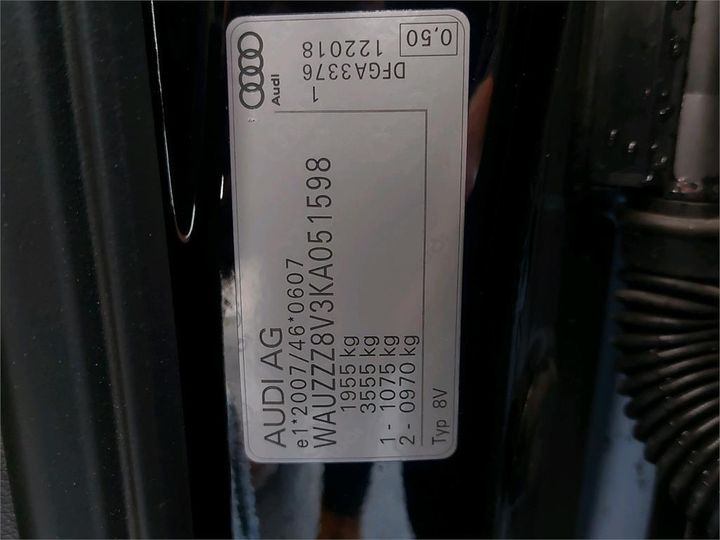 AUDI AG
e1*2007/46*0607
WAUZZZ8V3KA051598
1955 kg
3555 kg
1- 1075 kg
2- 0970 kg
Typ 8V
Audi
1
DFGA3376
122018
0,50